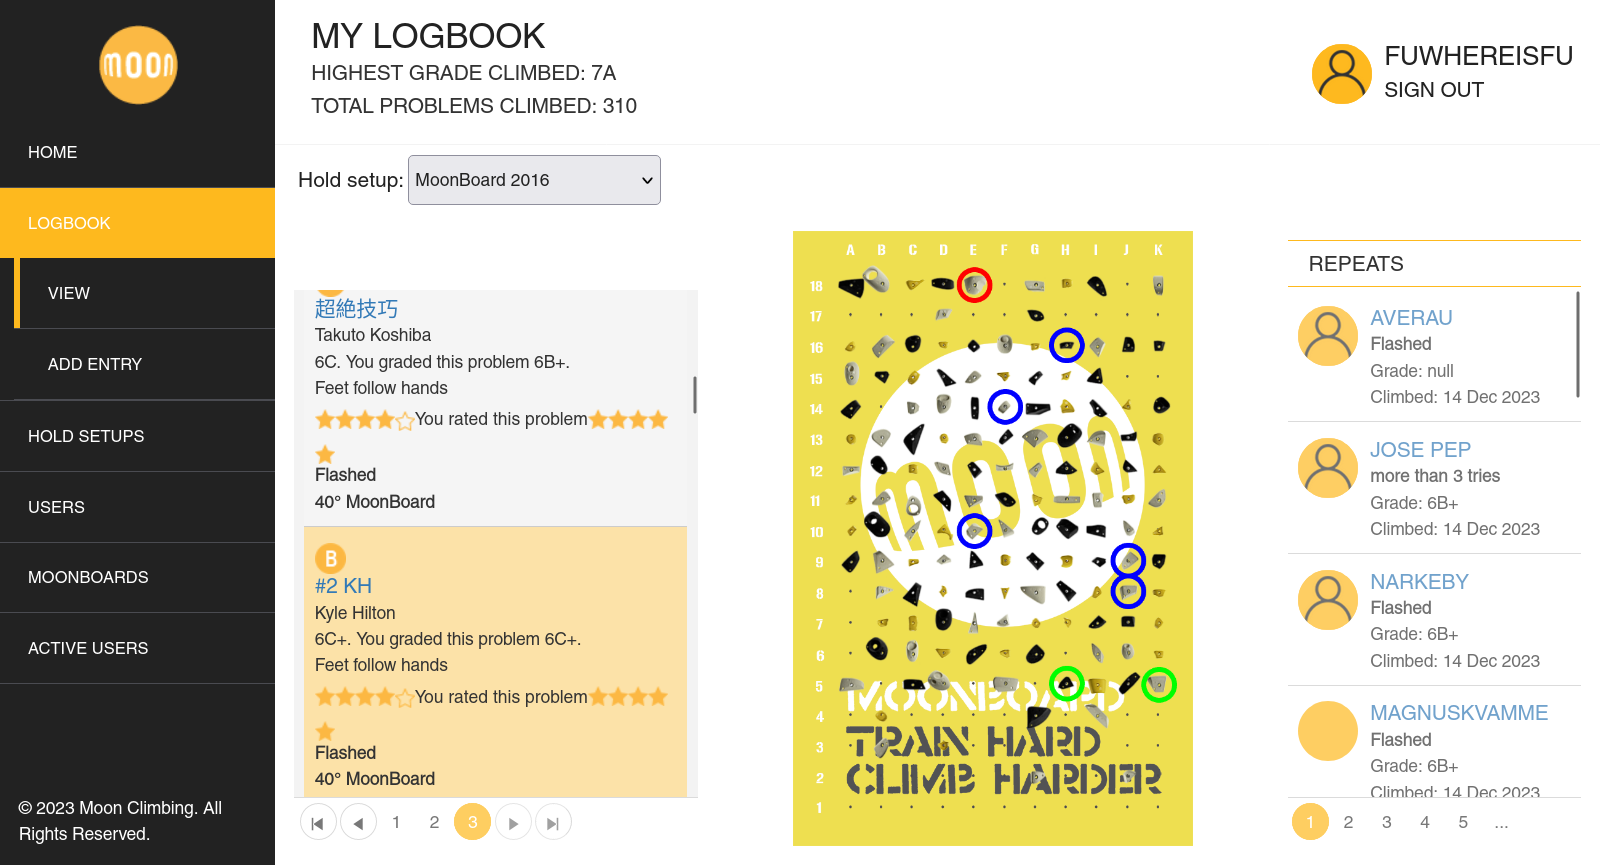 moon
HOME
LOGBOOK
VIEW
ADD ENTRY
HOLD SETUPS
USERS
MOONBOARDS
ACTIVE USERS
© 2023 Moon Climbing. All
Rights Reserved.
MY LOGBOOK
HIGHEST GRADE CLIMBED: 7A
TOTAL PROBLEMS CLIMBED: 310
FUWHEREISFU
SIGN OUT
Hold setup: MoonBoard 2016
超絶技巧
Takuto Koshiba
6C. You graded this problem 6B+.
Feet follow hands
You rated this problem
Flashed
40° MoonBoard
B
#2 KH
Kyle Hilton
6C+. You graded this problem 6C+.
Feet follow hands
You rated this problem
Flashed
40° MoonBoard
1 2 3
A B C D E F G H I J K
18
17
16
15
14
13
12
11
10
9
8
7
6
5
4
3
2
1
moon
MOONBOARD
TRAIN HARD
CLIMB HARDER
REPEATS
AVERAU
Flashed
Grade: null
Climbed: 14 Dec 2023
JOSE PEP
more than 3 tries
Grade: 6B+
Climbed: 14 Dec 2023
NARKEBY
Flashed
Grade: 6B+
Climbed: 14 Dec 2023
MAGNUSKVAMME
Flashed
Grade: 6B+
Climbed: 14 Dec 2023
1 2 3 4 5 ...